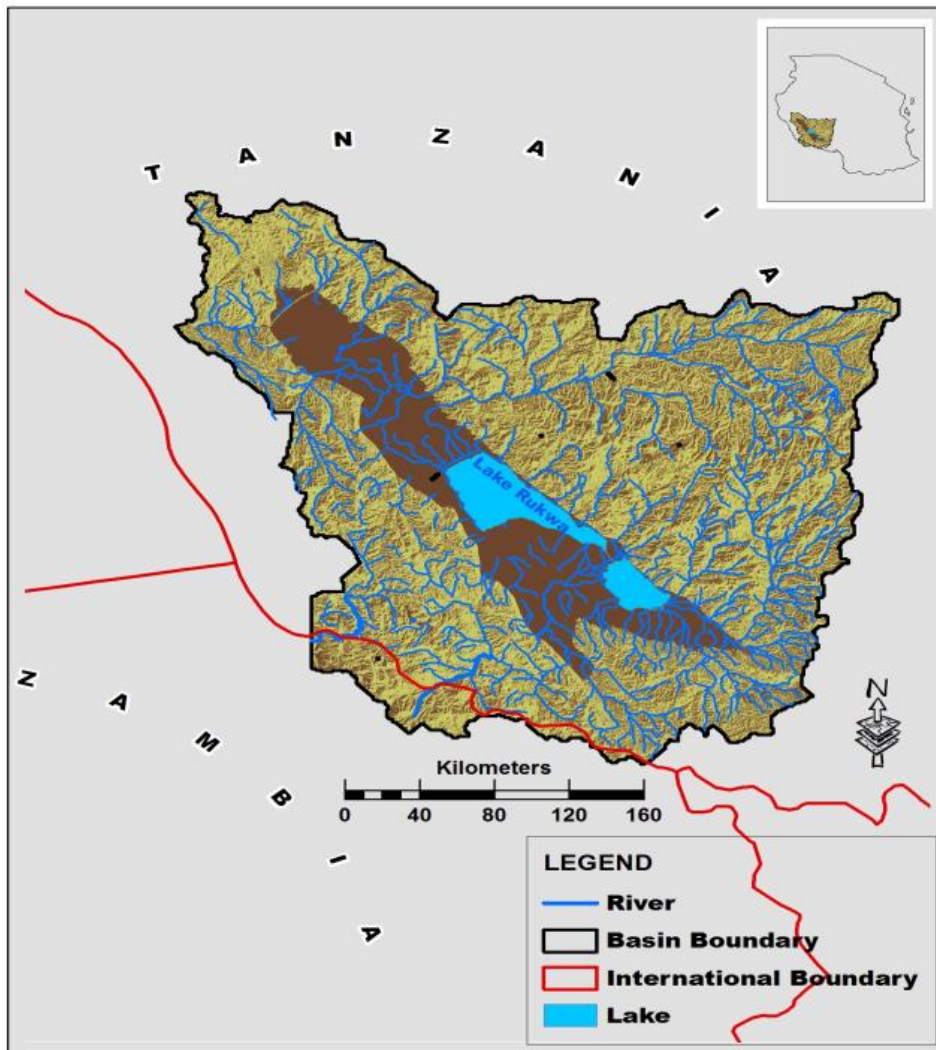 T A N Z A N I A
Lake Rukwa
Z A M B I A
N
Kilometers
0 40 80 120 160
LEGEND
River
Basin Boundary
International Boundary
Lake